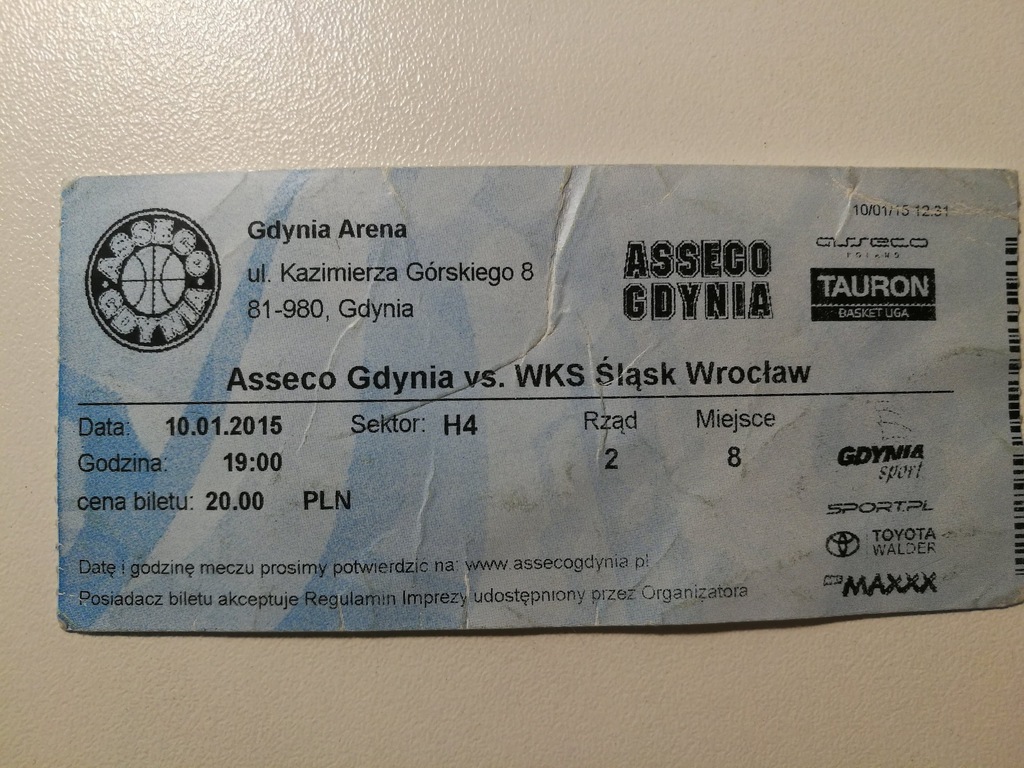 10/01/15 12:31
ASSECO GDYNIA
Gdynia Arena
ul. Kazimierza Górskiego 8
81-980, Gdynia
ASSECO
GDYNIA
asseco
POLAND
TAURON
BASKET LIGA
Asseco Gdynia vs. WKS Śląsk Wrocław
Data: 10.01.2015 Sektor: H4 Rząd Miejsce
Godzina: 19:00 2 8
cena biletu: 20.00 PLN
GDYNIA
sport
SPORT.PL
TOYOTA
WALDER
MAXXX
Datę i godzinę meczu prosimy potwierdzić na: www.assecogdynia.pl
Posiadacz biletu akceptuje Regulamin Imprezy udostępniony przez Organizatora